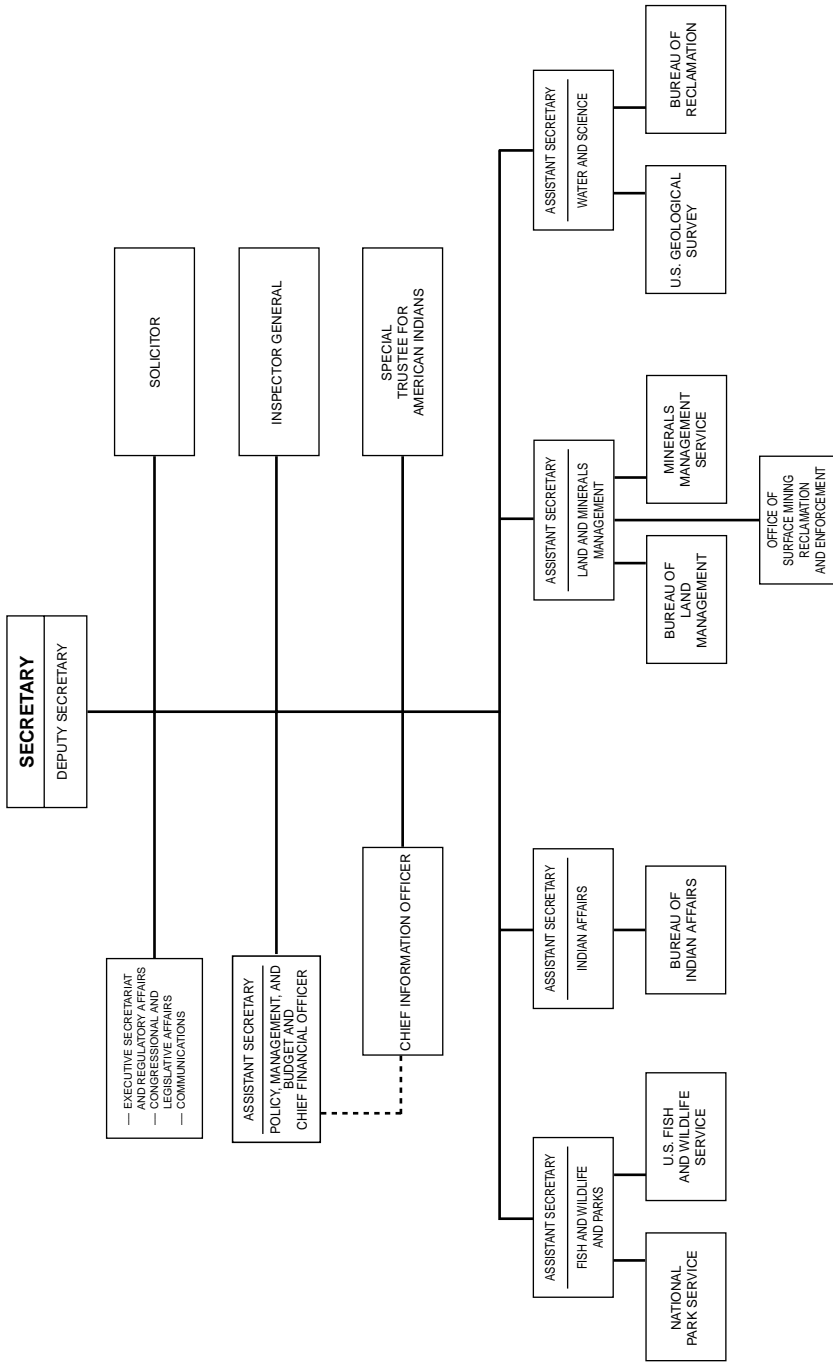 SECRETARY
DEPUTY SECRETARY
— EXECUTIVE SECRETARIAT
AND REGULATORY AFFAIRS
— CONGRESSIONAL AND
LEGISLATIVE AFFAIRS
— COMMUNICATIONS
SOLICITOR
ASSISTANT SECRETARY
POLICY, MANAGEMENT, AND
BUDGET AND
CHIEF FINANCIAL OFFICER
INSPECTOR GENERAL
CHIEF INFORMATION OFFICER
SPECIAL
TRUSTEE FOR
AMERICAN INDIANS
ASSISTANT SECRETARY
FISH AND WILDLIFE
AND PARKS
ASSISTANT SECRETARY
INDIAN AFFAIRS
ASSISTANT SECRETARY
LAND AND MINERALS
MANAGEMENT
ASSISTANT SECRETARY
WATER AND SCIENCE
NATIONAL
PARK SERVICE
U.S. FISH
AND WILDLIFE
SERVICE
BUREAU OF
INDIAN AFFAIRS
BUREAU OF
LAND
MANAGEMENT
MINERALS
MANAGEMENT
SERVICE
U.S. GEOLOGICAL
SURVEY
BUREAU OF
RECLAMATION
OFFICE OF
SURFACE MINING
RECLAMATION
AND ENFORCEMENT